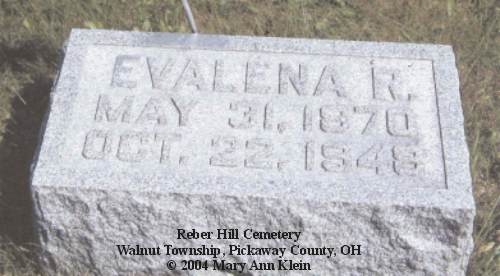 EVALENA R.
MAY 31, 1870
OCT. 22, 1948
Reber Hill Cemetery
Walnut Township, Pickaway County, OH
© 2004 Mary Ann Klein